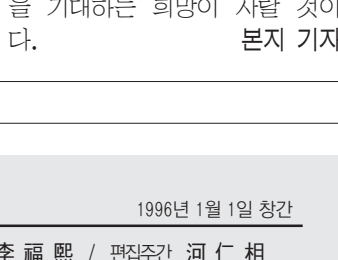 을 기대하는 희망이 자랄 것이
다. 본지 기자
1996년 1월 1일 창간
李福熙 / 편집주간 河仁相